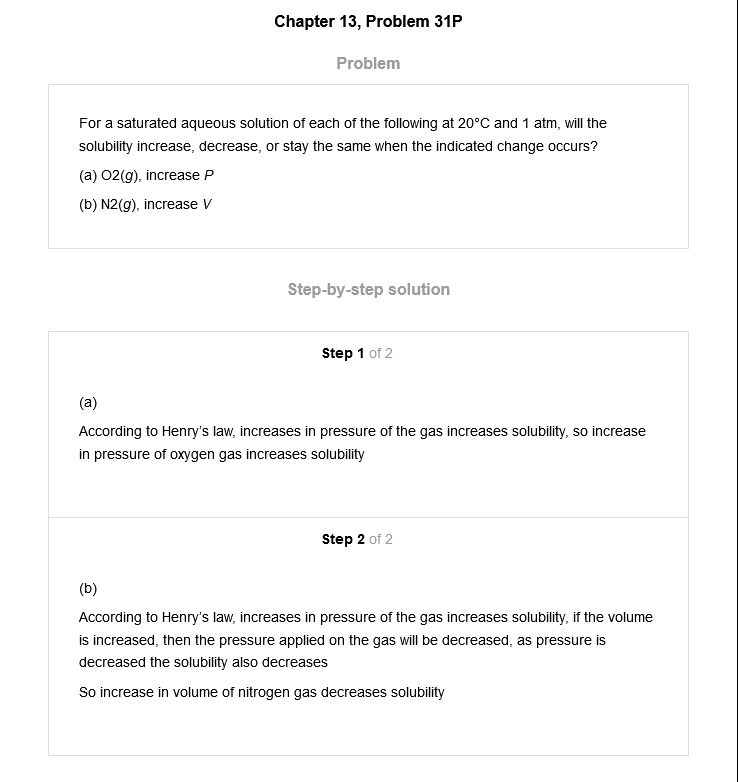 Chapter 13, Problem 31P
Problem
For a saturated aqueous solution of each of the following at 20°C and 1 atm, will the
solubility increase, decrease, or stay the same when the indicated change occurs?
(a) O2(g), increase P
(b) N2(g), increase V
Step-by-step solution
Step 1 of 2
(a)
According to Henry's law, increases in pressure of the gas increases solubility, so increase
in pressure of oxygen gas increases solubility
Step 2 of 2
(b)
According to Henry's law, increases in pressure of the gas increases solubility, if the volume
is increased, then the pressure applied on the gas will be decreased, as pressure is
decreased the solubility also decreases
So increase in volume of nitrogen gas decreases solubility